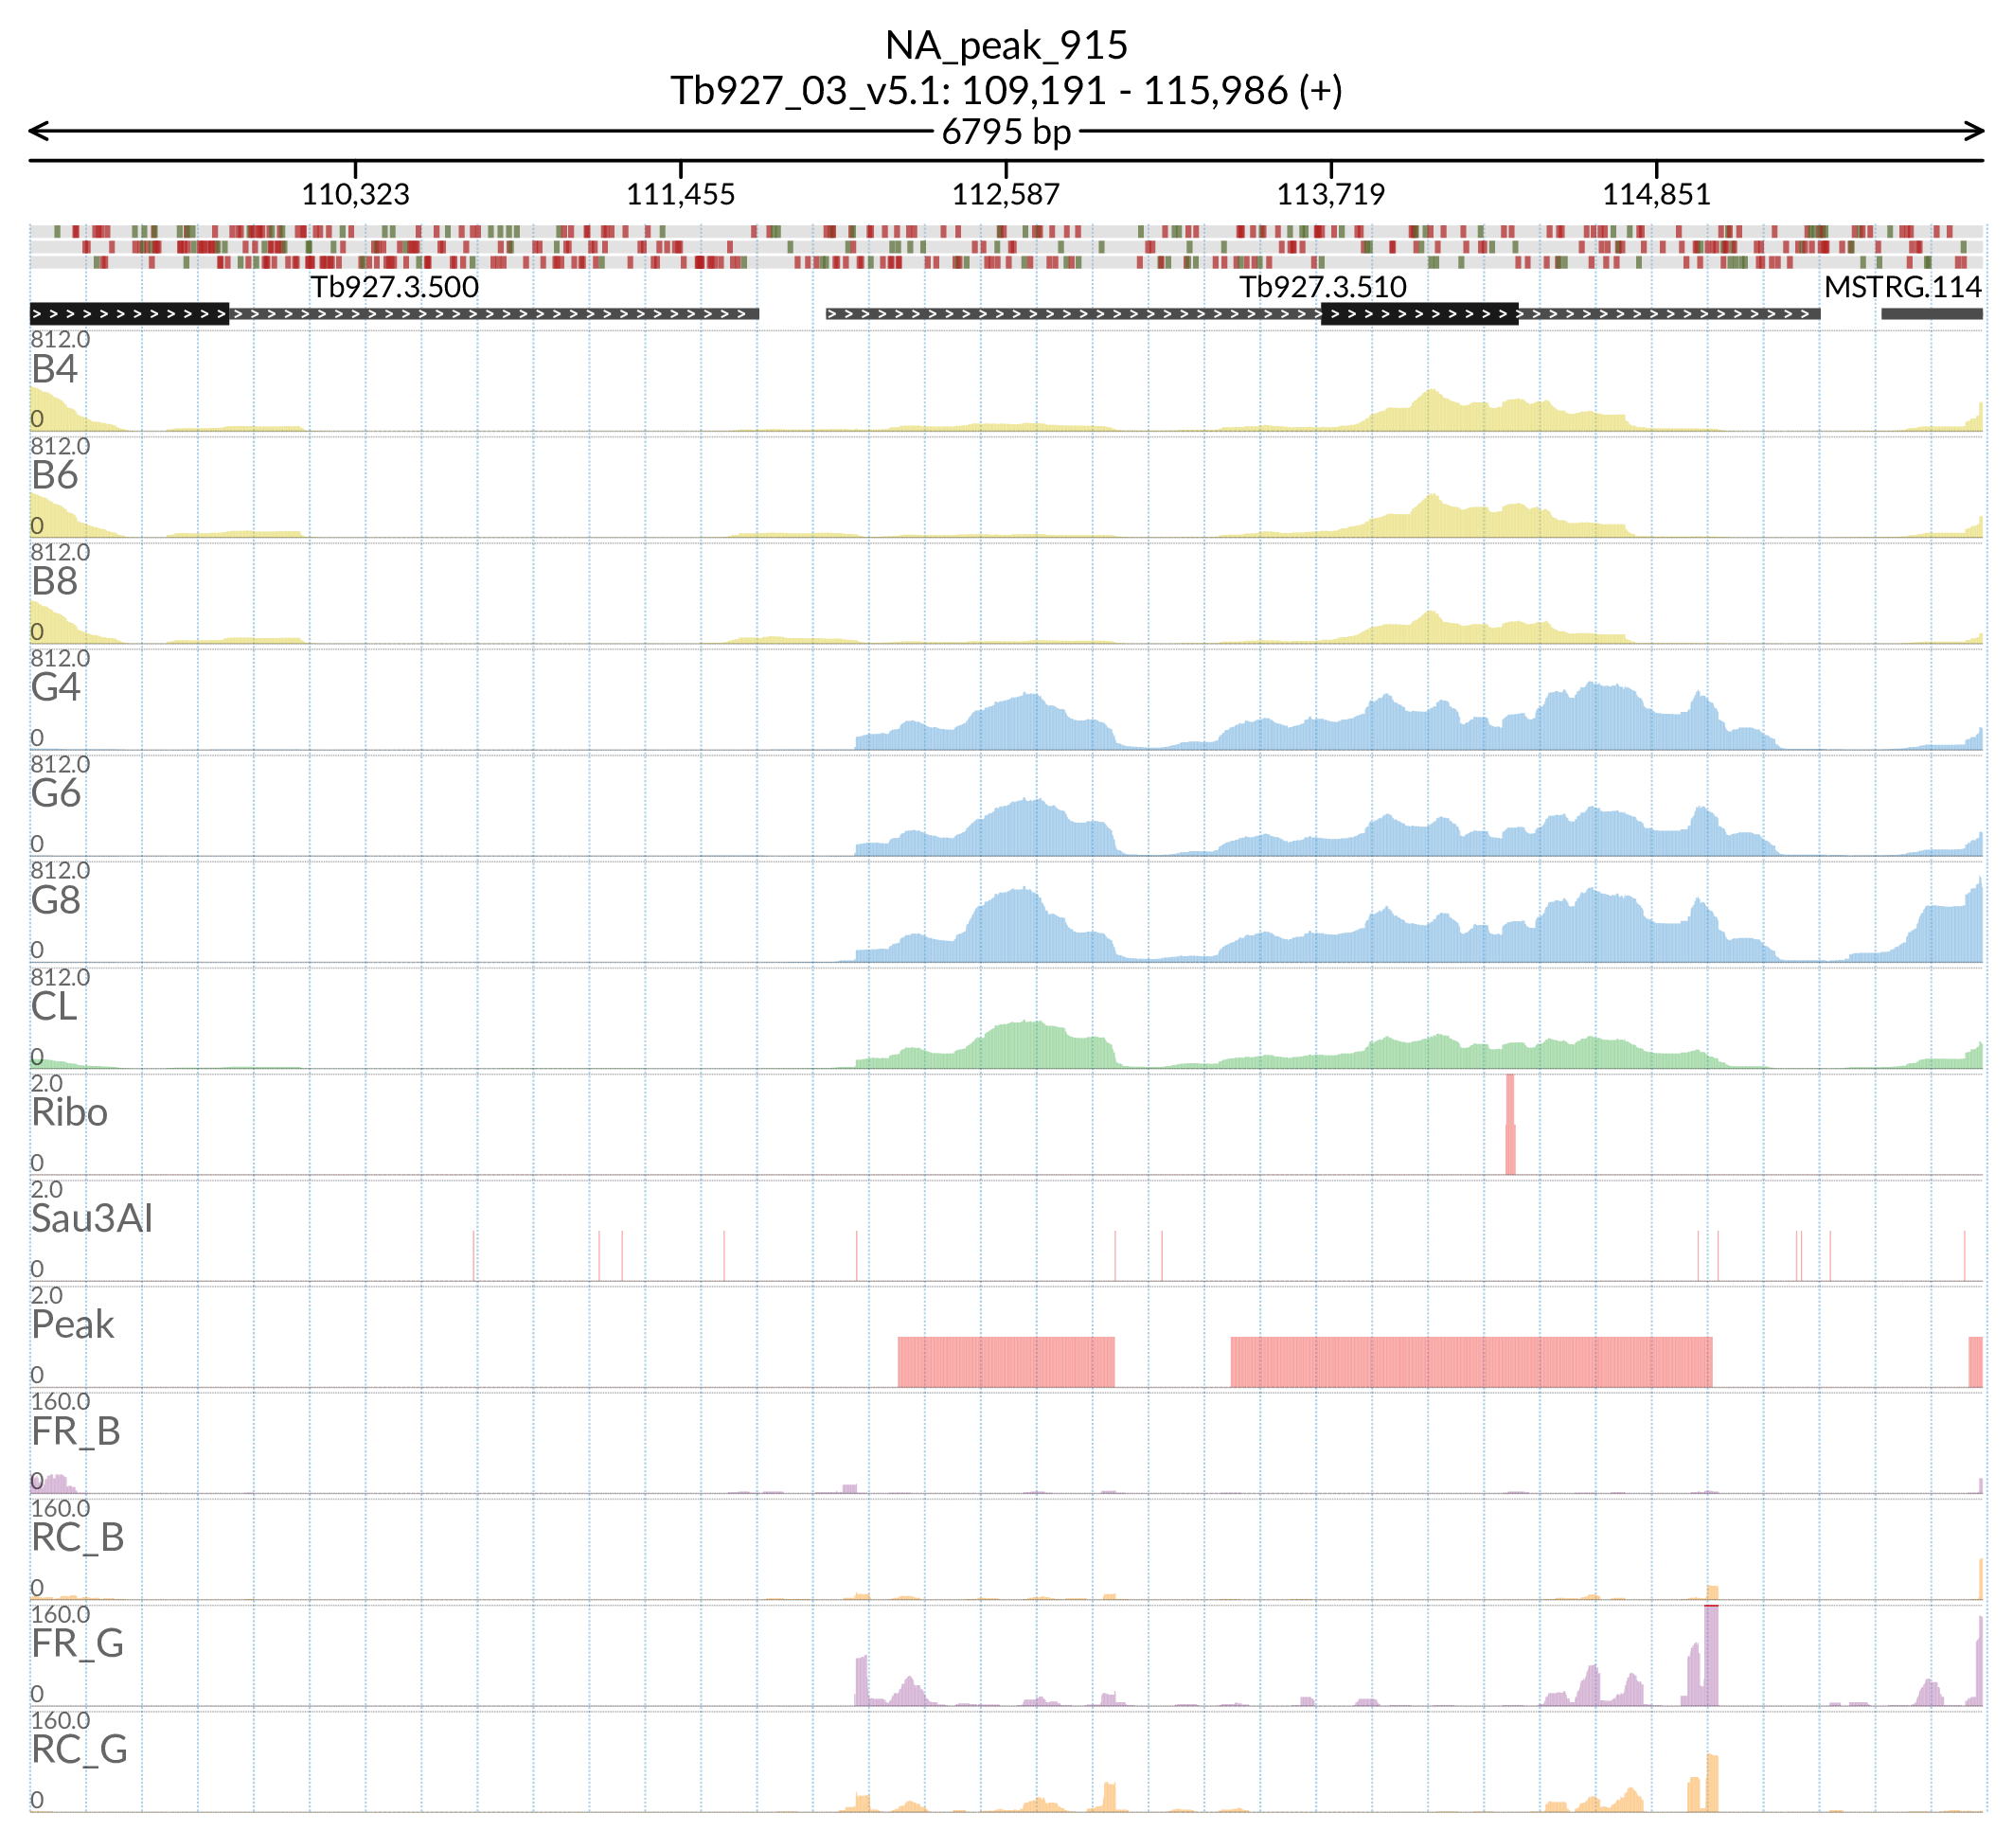 NA_peak_915
Tb927_03_v5.1: 109,191 - 115,986 (+)
6795 bp
110,323 111,455 112,587 113,719 114,851
Tb927.3.500 Tb927.3.510 MSTRG.114
812.0
B4
0
812.0
B6
0
812.0
B8
0
812.0
G4
0
812.0
G6
0
812.0
G8
0
812.0
CL
0
2.0
Ribo
0
2.0
Sau3AI
0
2.0
Peak
0
160.0
FR_B
0
160.0
RC_B
0
160.0
FR_G
0
160.0
RC_G
0